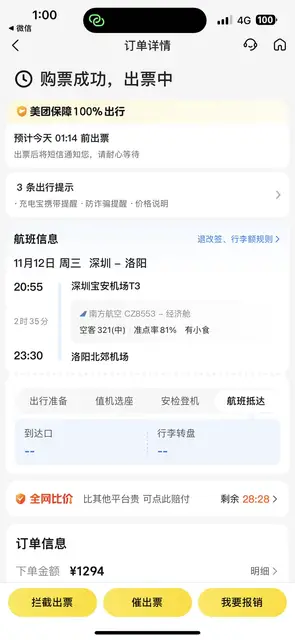 1:00
4G 100
◀ 微信
订单详情
购票成功，出票中
美团保障100%出行
预计今天 01:14 前出票
出票后将短信通知您，请耐心等待
3 条出行提示
· 充电宝携带提醒 · 防诈骗提醒 · 价格说明
航班信息
退改签、行李额规则
11月12日 周三 深圳 – 洛阳
20:55 深圳宝安机场T3
南方航空 CZ8553 – 经济舱
2时35分
空客321(中) 准点率81% 有小食
23:30 洛阳北郊机场
出行准备 值机选座 安检登机 航班抵达
到达口 行李转盘
-- --
全网比价 比其他平台贵 可点此赔付 剩余 28:28
订单信息
下单金额 ¥1294 明细
拦截出票 催出票 我要报销